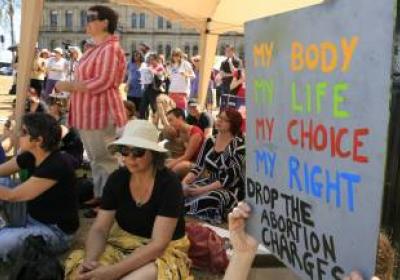 MY BODY
MY LIFE
MY CHOICE
MY RIGHT
DROP THE
ABORTION
CHARGES